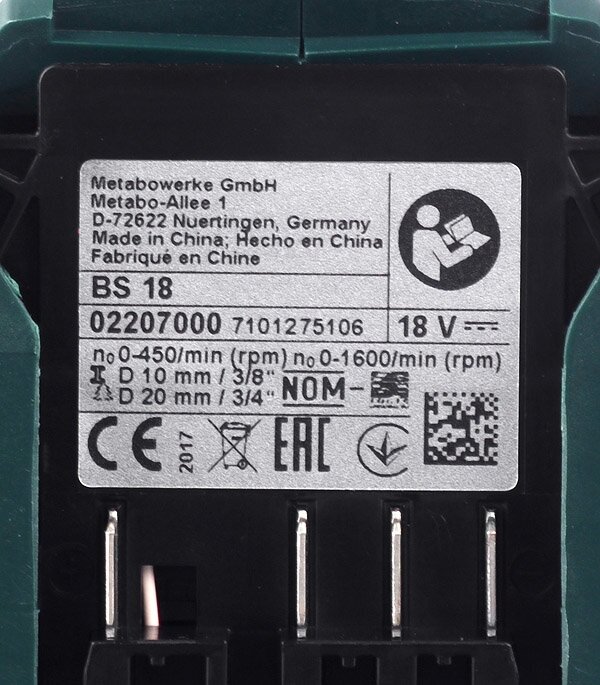 Metabowerke GmbH
Metabo-Allee 1
D-72622 Nuertingen, Germany
Made in China; Hecho en China
Fabriqué en Chine
BS 18
02207000 7101275106 18 V
n₀ 0-450/min (rpm) n₀ 0-1600/min (rpm)
D 10 mm / 3/8"
D 20 mm / 3/4"
NOM-
CE 2017 EAC